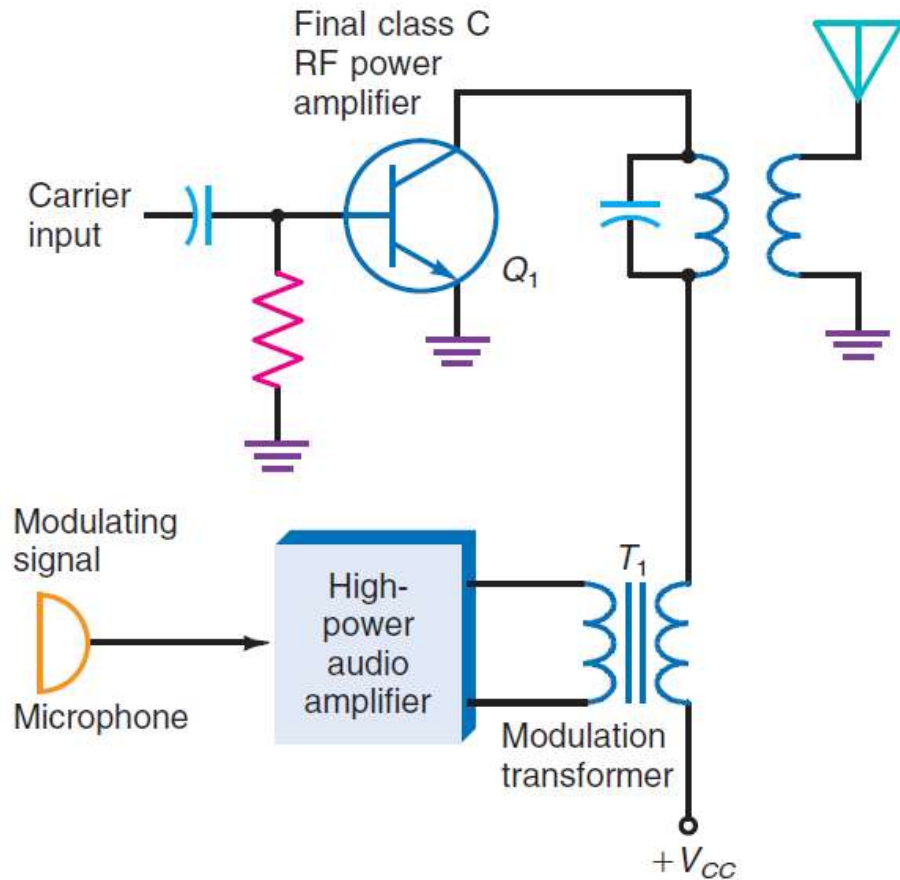 Final class C
RF power
amplifier
Carrier
input
Q1
Modulating
signal
Microphone
High-
power
audio
amplifier
T1
Modulation
transformer
+VCC